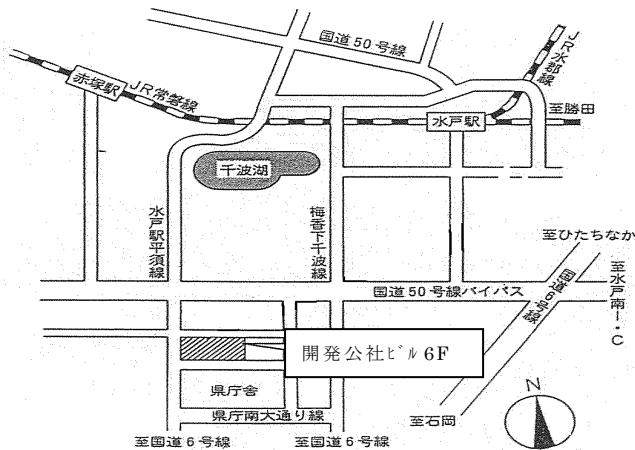 国道50号線
JR水郡線
赤塚駅
JR常磐線
至勝田
水戸駅
千波湖
水戸駅平須線
梅香下千波線
至ひたちなか
国道50号線バイパス
国道6号線
至水戸南I・C
開発公社ﾋﾞﾙ6F
県庁舎
県庁南大通り線
至石岡
N
至国道6号線
至国道6号線